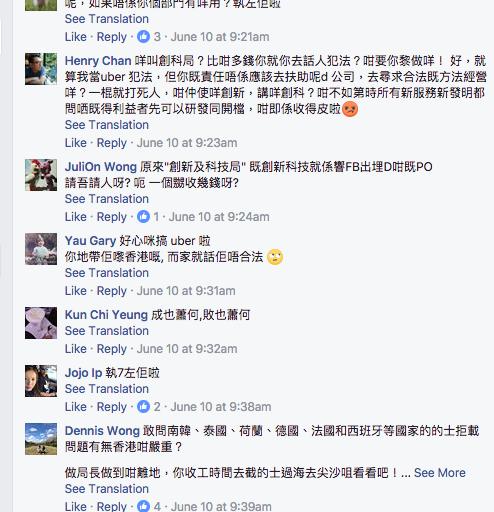 呢，如果唔係你個部門有咩用？執左佢啦
See Translation
Like · Reply · 3 · June 10 at 9:21am
Henry Chan 咩叫創科局？比咁多錢你就你去話人犯法？咁要你黎做咩！ 好，就
算我當uber 犯法，但你既責任唔係應該去扶助呢d 公司，去尋求合法既方法經營
咩？一棍就打死人，咁仲使咩創新，講咩創科？咁不如第時所有新服務新發明都
問哂既得利益者先可以研發同開檔，咁即係收得皮啦😡
See Translation
Like · Reply · June 10 at 9:23am
JuliOn Wong 原來"創新及科技局" 既創新科技就係響FB出埋D咁既PO
請吾請人呀? 呃 一個嬲收幾錢呀?
See Translation
Like · Reply · 1 · June 10 at 9:24am
Yau Gary 好心咪搞 uber 啦
你地帶佢嚟香港嘅, 而家就話佢唔合法 🙄
See Translation
Like · Reply · June 10 at 9:31am
Kun Chi Yeung 成也蕭何,敗也蕭何
See Translation
Like · Reply · June 10 at 9:32am
Jojo Ip 執7左佢啦
See Translation
Like · Reply · 2 · June 10 at 9:38am
Dennis Wong 敢問南韓、泰國、荷蘭、德國、法國和西班牙等國家的的士拒載
問題有無香港咁嚴重？
做局長做到咁離地，你收工時間去截的士過海去尖沙咀看看吧！... See More
See Translation
Like · Reply · 4 · June 10 at 9:39am